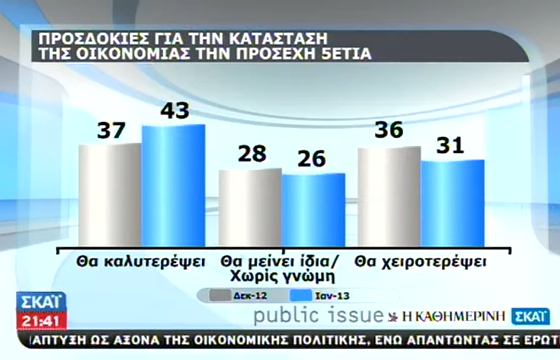 ΠΡΟΣΔΟΚΙΕΣ ΓΙΑ ΤΗΝ ΚΑΤΑΣΤΑΣΗ
ΤΗΣ ΟΙΚΟΝΟΜΙΑΣ ΤΗΝ ΠΡΟΣΕΧΗ 5ΕΤΙΑ
37 43 28 26 36 31
Θα καλυτερέψει Θα μείνει ίδια/ Χωρίς γνώμη Θα χειροτερέψει
Δεκ-12 Ιαν-13
public issue Η ΚΑΘΗΜΕΡΙΝΗ ΣΚΑΪ
ΣΚΑΪ
21:41
ΑΠΤΥΞΗ ΩΣ ΑΞΟΝΑ ΤΗΣ ΟΙΚΟΝΟΜΙΚΗΣ ΠΟΛΙΤΙΚΗΣ, ΕΝΩ ΑΠΑΝΤΩΝΤΑΣ ΣΕ ΕΡΩΤ